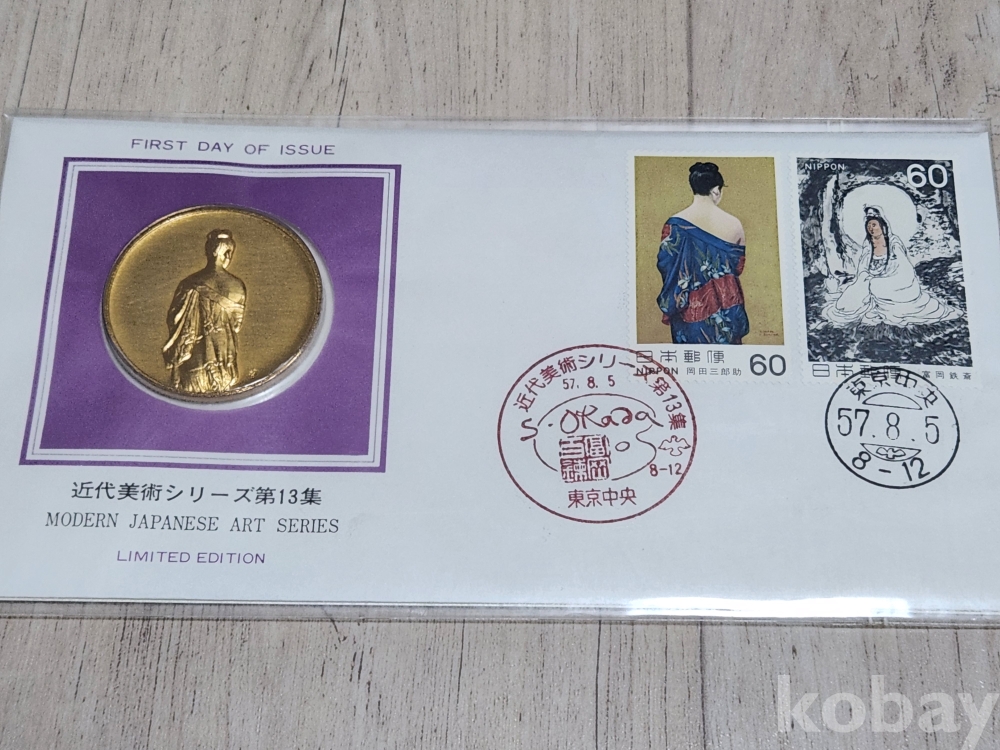 FIRST DAY OF ISSUE
近代美術シリーズ第13集
MODERN JAPANESE ART SERIES
LIMITED EDITION
日本郵便
NIPPON 岡田三郎助 60
NIPPON 60
日本郵便 富岡鉄斎
近代美術シリーズ第13集
57.8.5
S.OKada
8-12
東京中央
東京中央
57.8.5
8-12
kobay